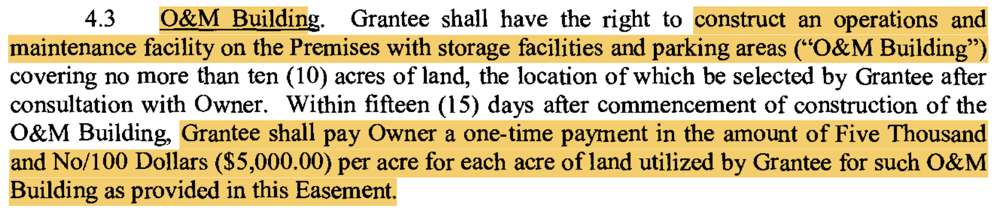 4.3 O&M Building. Grantee shall have the right to construct an operations and
maintenance facility on the Premises with storage facilities and parking areas (“O&M Building”)
covering no more than ten (10) acres of land, the location of which be selected by Grantee after
consultation with Owner. Within fifteen (15) days after commencement of construction of the
O&M Building, Grantee shall pay Owner a one-time payment in the amount of Five Thousand
and No/100 Dollars ($5,000.00) per acre for each acre of land utilized by Grantee for such O&M
Building as provided in this Easement.